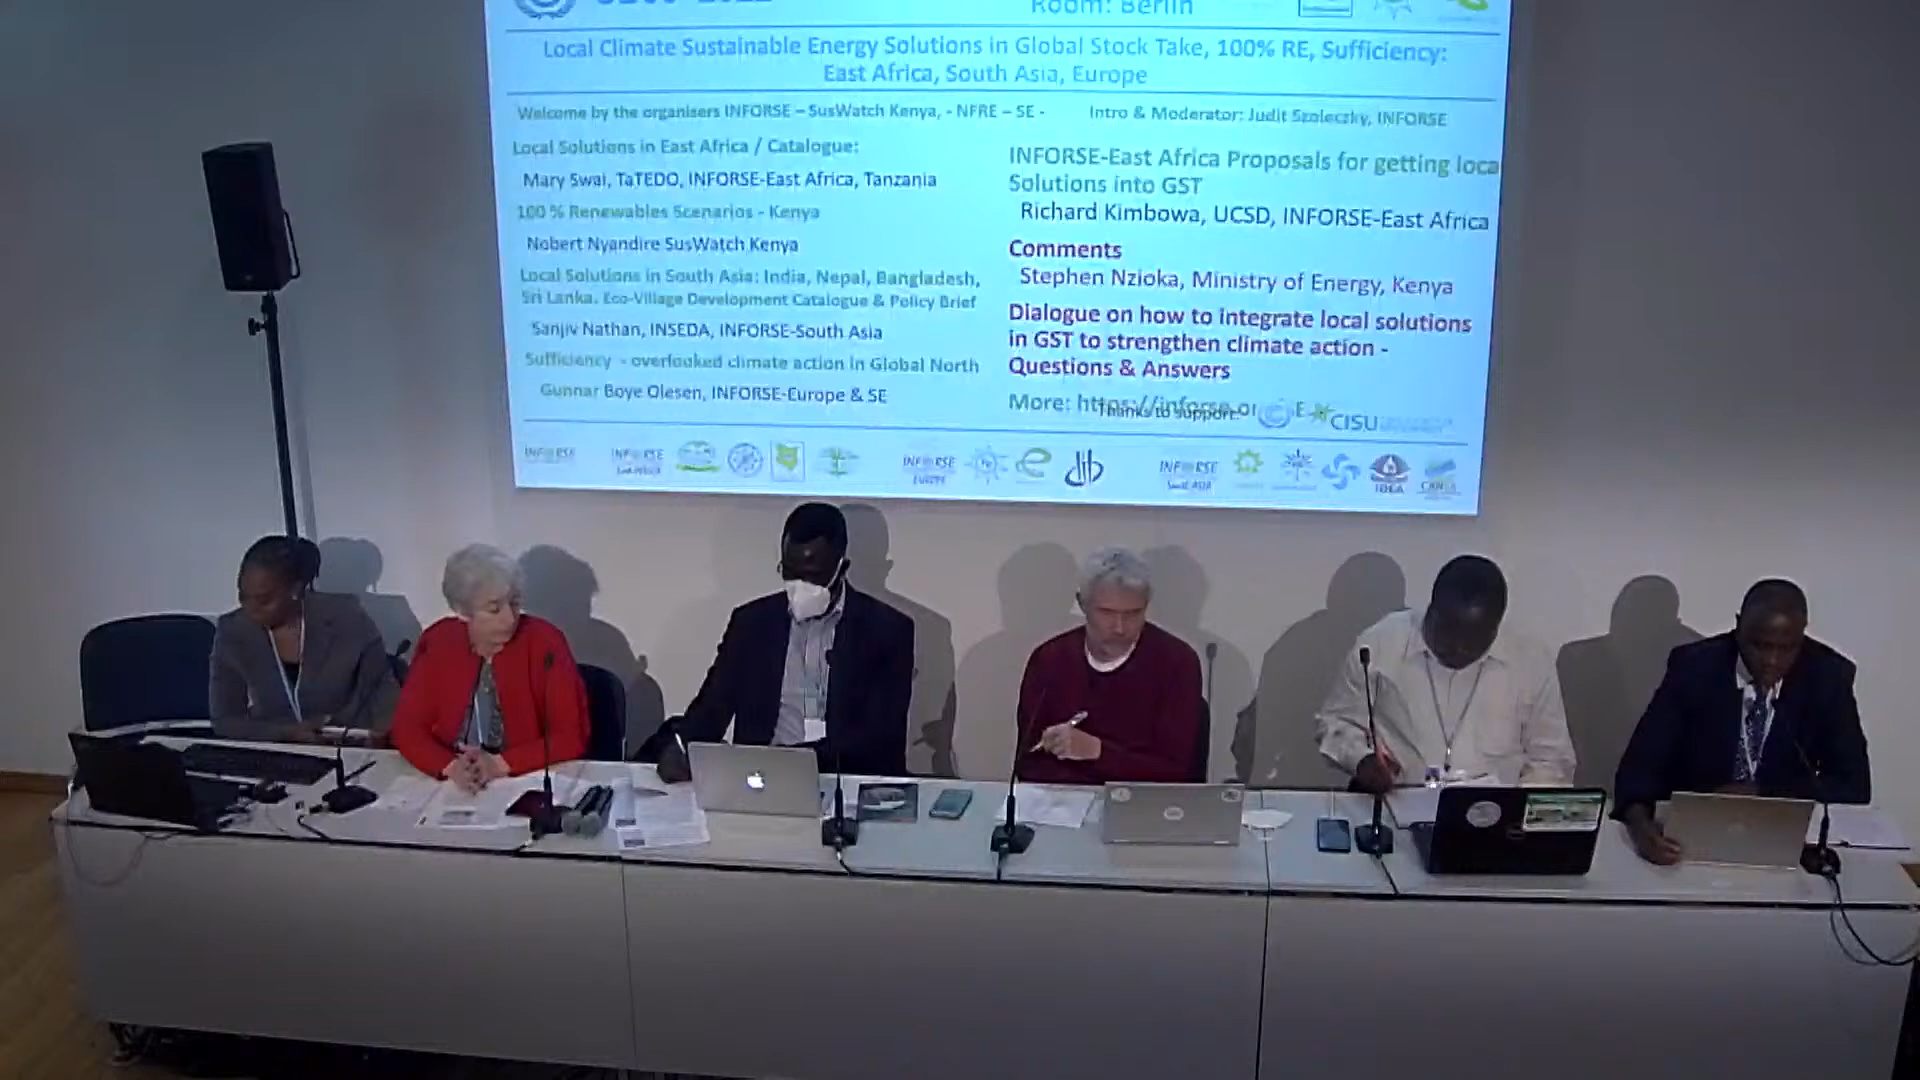 Room: Berlin
Local Climate Sustainable Energy Solutions in Global Stock Take, 100% RE, Sufficiency:
East Africa, South Asia, Europe
Welcome by the organisers INFORSE – SusWatch Kenya, - NFRE – SE -
Intro & Moderator: Judit Szoleczky, INFORSE
Local Solutions in East Africa / Catalogue:
Mary Swai, TaTEDO, INFORSE-East Africa, Tanzania
100 % Renewables Scenarios - Kenya
Nobert Nyandire SusWatch Kenya
Local Solutions in South Asia: India, Nepal, Bangladesh,
Sri Lanka. Eco-Village Development Catalogue & Policy Brief
Sanjiv Nathan, INSEDA, INFORSE-South Asia
Sufficiency - overlooked climate action in Global North
Gunnar Boye Olesen, INFORSE-Europe & SE
INFORSE-East Africa Proposals for getting loca
Solutions into GST
Richard Kimbowa, UCSD, INFORSE-East Africa
Comments
Stephen Nzioka, Ministry of Energy, Kenya
Dialogue on how to integrate local solutions
in GST to strengthen climate action -
Questions & Answers
More: https://inforse.or
Thanks to support:
CISU
INFORSE
INFORSE
East Africa
INFORSE
EUROPE
dib
INFORSE
South Asia